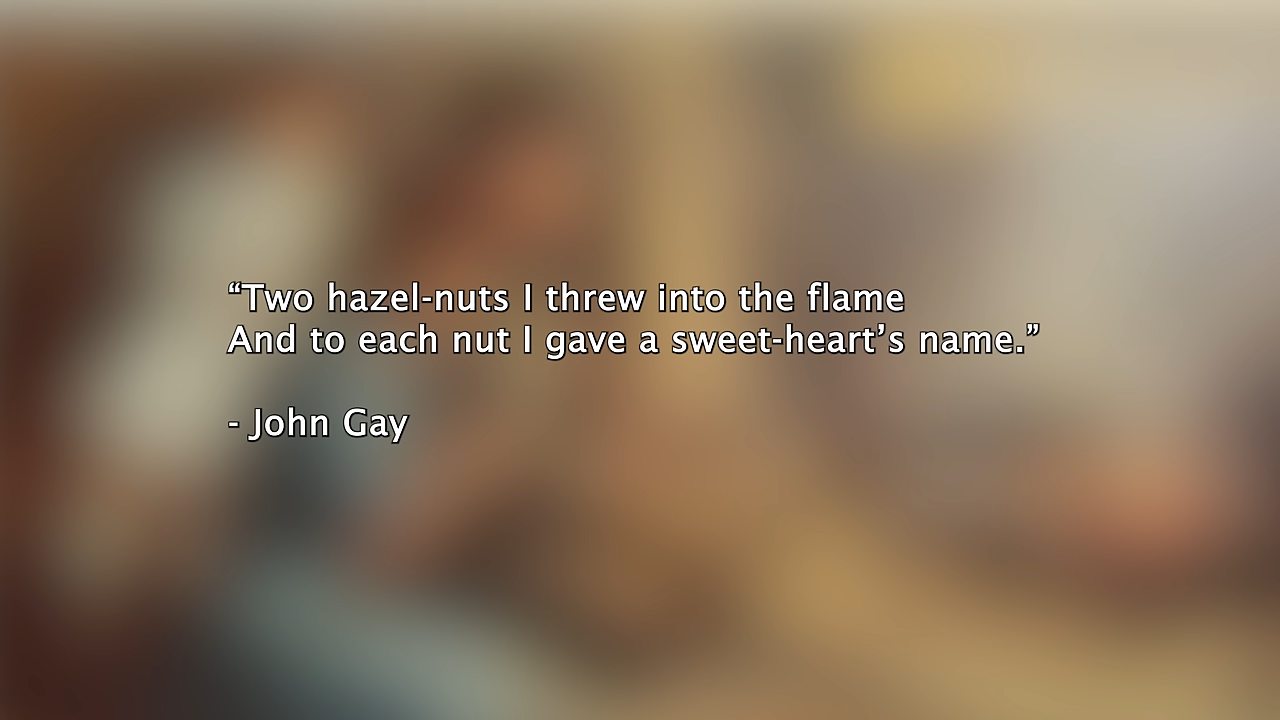 “Two hazel-nuts I threw into the flame
And to each nut I gave a sweet-heart’s name.”
- John Gay